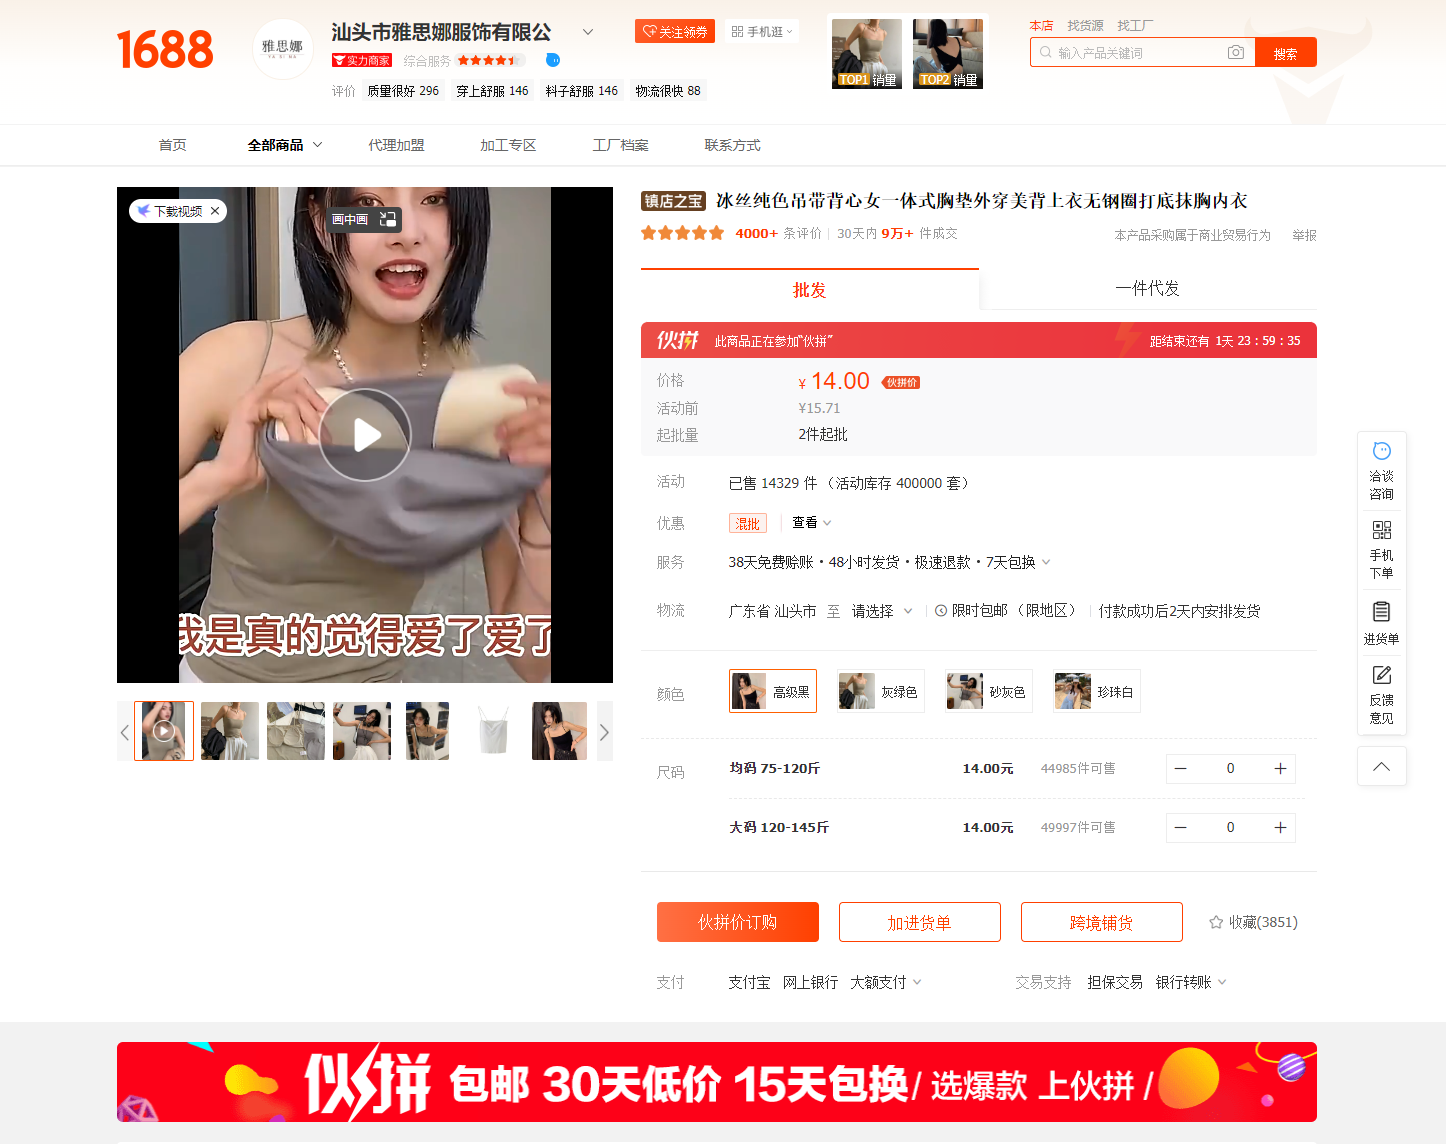 1688
雅思娜
YA SI NA
汕头市雅思娜服饰有限公
实力商家
综合服务
评价
质量很好 296
穿上舒服 146
料子舒服 146
物流很快 88
关注领券
手机逛
TOP1 销量
TOP2 销量
本店 找货源 找工厂
输入产品关键词
搜索
首页
全部商品
代理加盟
加工专区
工厂档案
联系方式
下载视频
画中画
我是真的觉得爱了爱了
镇店之宝 冰丝纯色吊带背心女一体式胸垫外穿美背上衣无钢圈打底抹胸内衣
4000+ 条评价 30天内 9万+ 件成交
本产品采购属于商业贸易行为 举报
批发
一件代发
伙拼 此商品正在参加“伙拼”
距结束还有 1天 23 : 59 : 35
价格 ¥ 14.00 伙拼价
活动前 ¥15.71
起批量 2件起批
活动 已售 14329 件 （活动库存 400000 套）
优惠 混批 查看
服务 38天免费赊账 · 48小时发货 · 极速退款 · 7天包换
物流 广东省 汕头市 至 请选择 限时包邮 （限地区） 付款成功后2天内安排发货
颜色 高级黑 灰绿色 砂灰色 珍珠白
尺码 均码 75-120斤 14.00元 44985件可售 0
大码 120-145斤 14.00元 49997件可售 0
伙拼价订购
加进货单
跨境铺货
收藏(3851)
支付 支付宝 网上银行 大额支付
交易支持 担保交易 银行转账
洽谈
咨询
手机
下单
进货单
反馈
意见
伙拼 包邮 30天低价 15天包换/ 选爆款 上伙拼 /